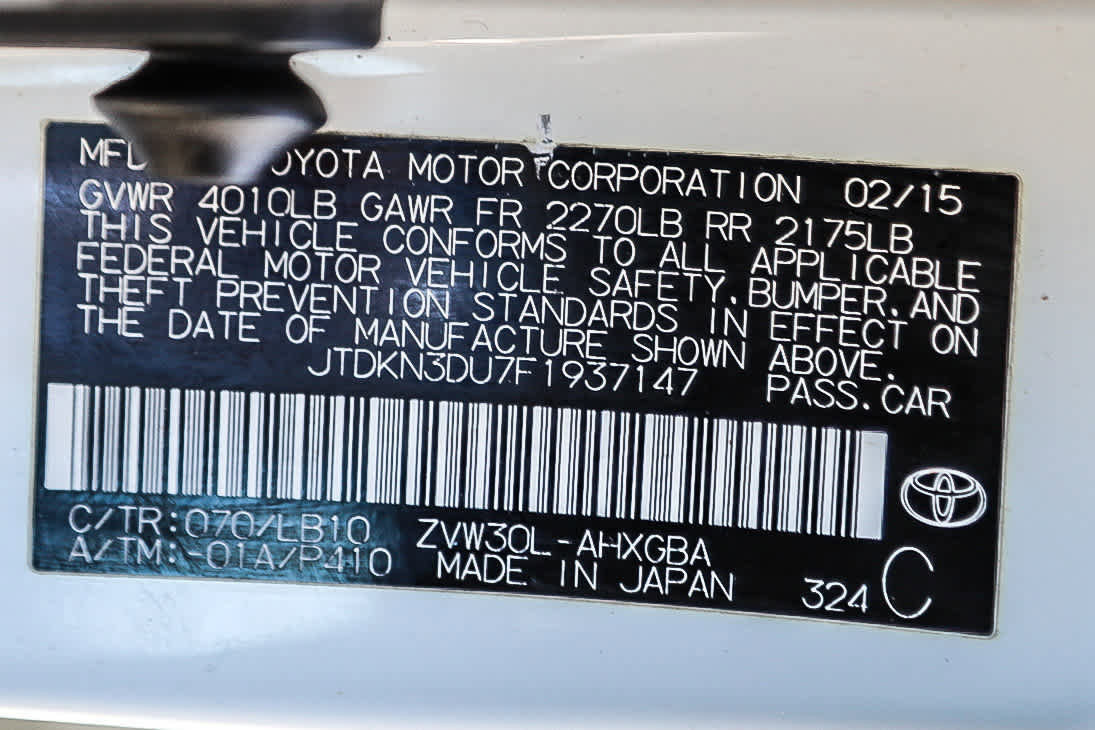 MFD TOYOTA MOTOR CORPORATION 02/15
GVWR 4010LB GAWR FR 2270LB RR 2175LB
THIS VEHICLE CONFORMS TO ALL APPLICABLE
FEDERAL MOTOR VEHICLE SAFETY, BUMPER, AND
THEFT PREVENTION STANDARDS IN EFFECT ON
THE DATE OF MANUFACTURE SHOWN ABOVE.
JTDKN3DU7F1937147 PASS.CAR
C/TR:070/LB10 ZVW30L-AHXGBA
A/TM:-01A/P410 MADE IN JAPAN 324 C